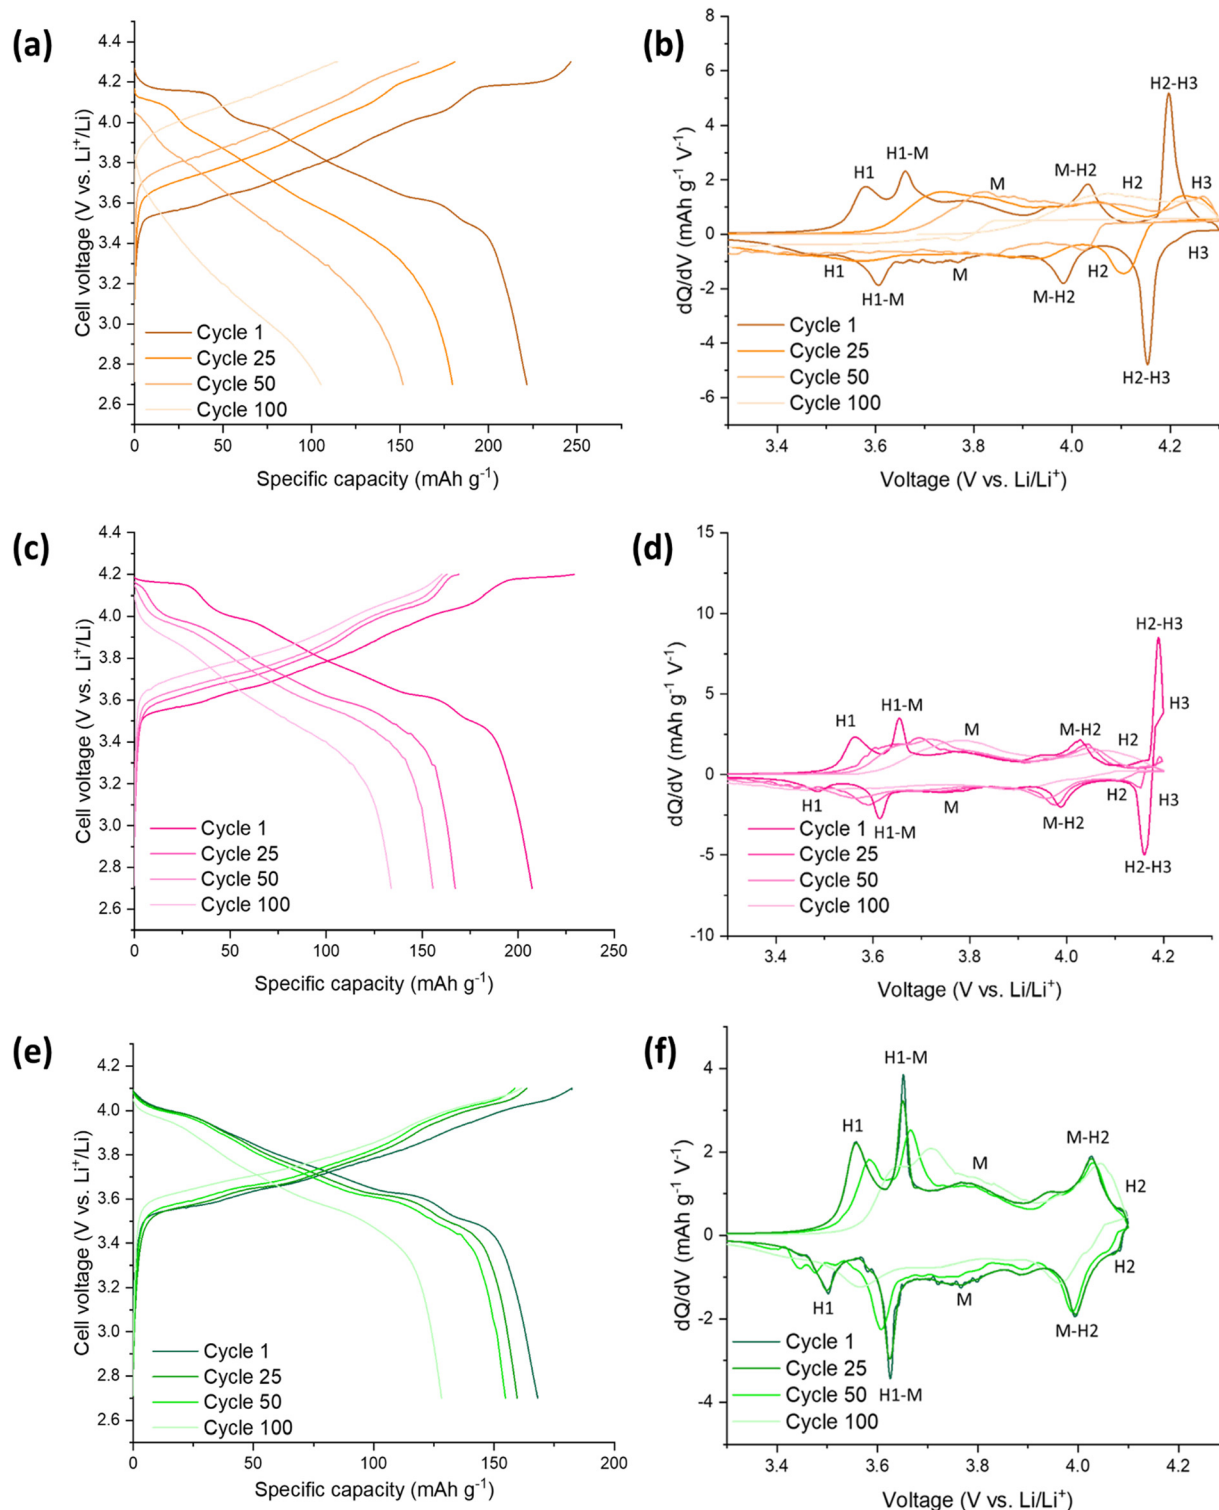 (a)
4.4
4.2
4.0
3.8
3.6
3.4
3.2
3.0
2.8
2.6
Cell voltage (V vs. Li⁺/Li)
Cycle 1
Cycle 25
Cycle 50
Cycle 100
0 50 100 150 200 250
Specific capacity (mAh g⁻¹)
(b)
8
6
4
2
0
-2
-4
-6
dQ/dV (mAh g⁻¹ V⁻¹)
H2-H3
H1-M
H1
M
M-H2
H2
H3
H1
H1-M
M
M-H2
H2
H3
H2-H3
Cycle 1
Cycle 25
Cycle 50
Cycle 100
3.4 3.6 3.8 4.0 4.2
Voltage (V vs. Li/Li⁺)
(c)
4.4
4.2
4.0
3.8
3.6
3.4
3.2
3.0
2.8
2.6
Cell voltage (V vs. Li⁺/Li)
Cycle 1
Cycle 25
Cycle 50
Cycle 100
0 50 100 150 200 250
Specific capacity (mAh g⁻¹)
(d)
15
10
5
0
-5
-10
dQ/dV (mAh g⁻¹ V⁻¹)
H2-H3
H3
H1
H1-M
M
M-H2
H2
H1
H1-M
M
M-H2
H2
H3
H2-H3
Cycle 1
Cycle 25
Cycle 50
Cycle 100
3.4 3.6 3.8 4.0 4.2
Voltage (V vs. Li/Li⁺)
(e)
4.2
4.0
3.8
3.6
3.4
3.2
3.0
2.8
2.6
Cell voltage (V vs. Li⁺/Li)
Cycle 1
Cycle 25
Cycle 50
Cycle 100
0 50 100 150 200
Specific capacity (mAh g⁻¹)
(f)
4
2
0
-2
-4
dQ/dV (mAh g⁻¹ V⁻¹)
H1-M
H1
M
M-H2
H2
H1
H1-M
M
M-H2
H2
Cycle 1
Cycle 25
Cycle 50
Cycle 100
3.4 3.6 3.8 4.0 4.2
Voltage (V vs. Li/Li⁺)